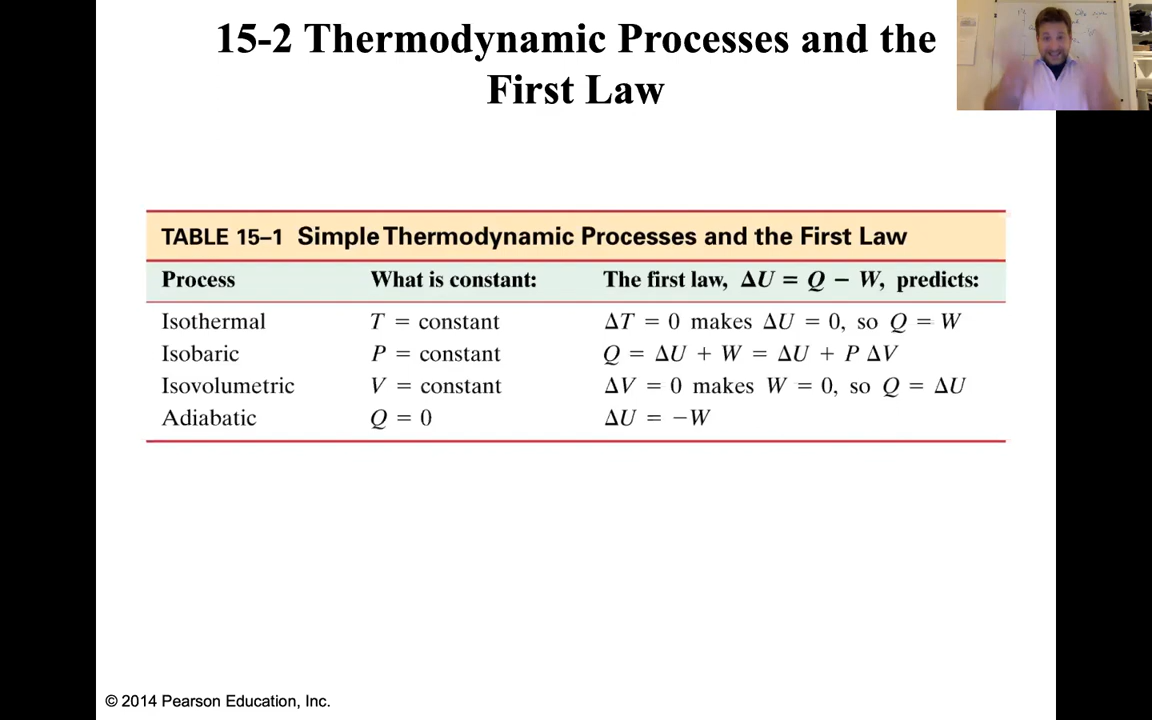 15-2 Thermodynamic Processes and the
First Law
TABLE 15–1 Simple Thermodynamic Processes and the First Law
Process What is constant: The first law, ΔU = Q − W, predicts:
Isothermal T = constant ΔT = 0 makes ΔU = 0, so Q = W
Isobaric P = constant Q = ΔU + W = ΔU + P ΔV
Isovolumetric V = constant ΔV = 0 makes W = 0, so Q = ΔU
Adiabatic Q = 0 ΔU = −W
© 2014 Pearson Education, Inc.